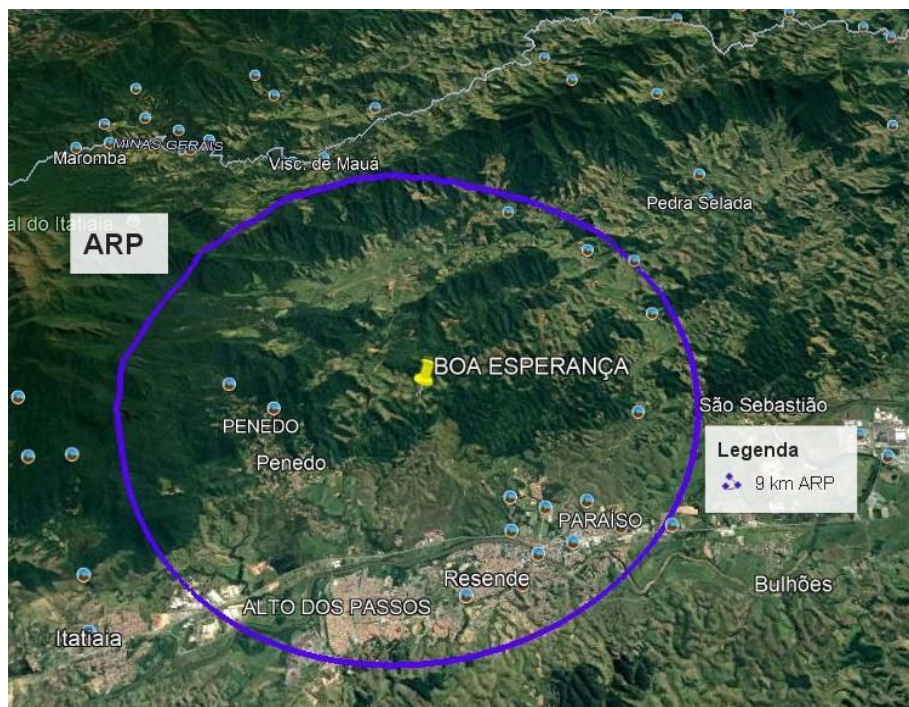 MINAS GERAIS
Maromba
Visc. de Mauá
Pedra Selada
al do Itatiaia
ARP
BOA ESPERANÇA
São Sebastião
PENEDO
Legenda
Penedo
9 km ARP
PARAÍSO
Resende
Bulhões
ALTO DOS PASSOS
Itatiaia